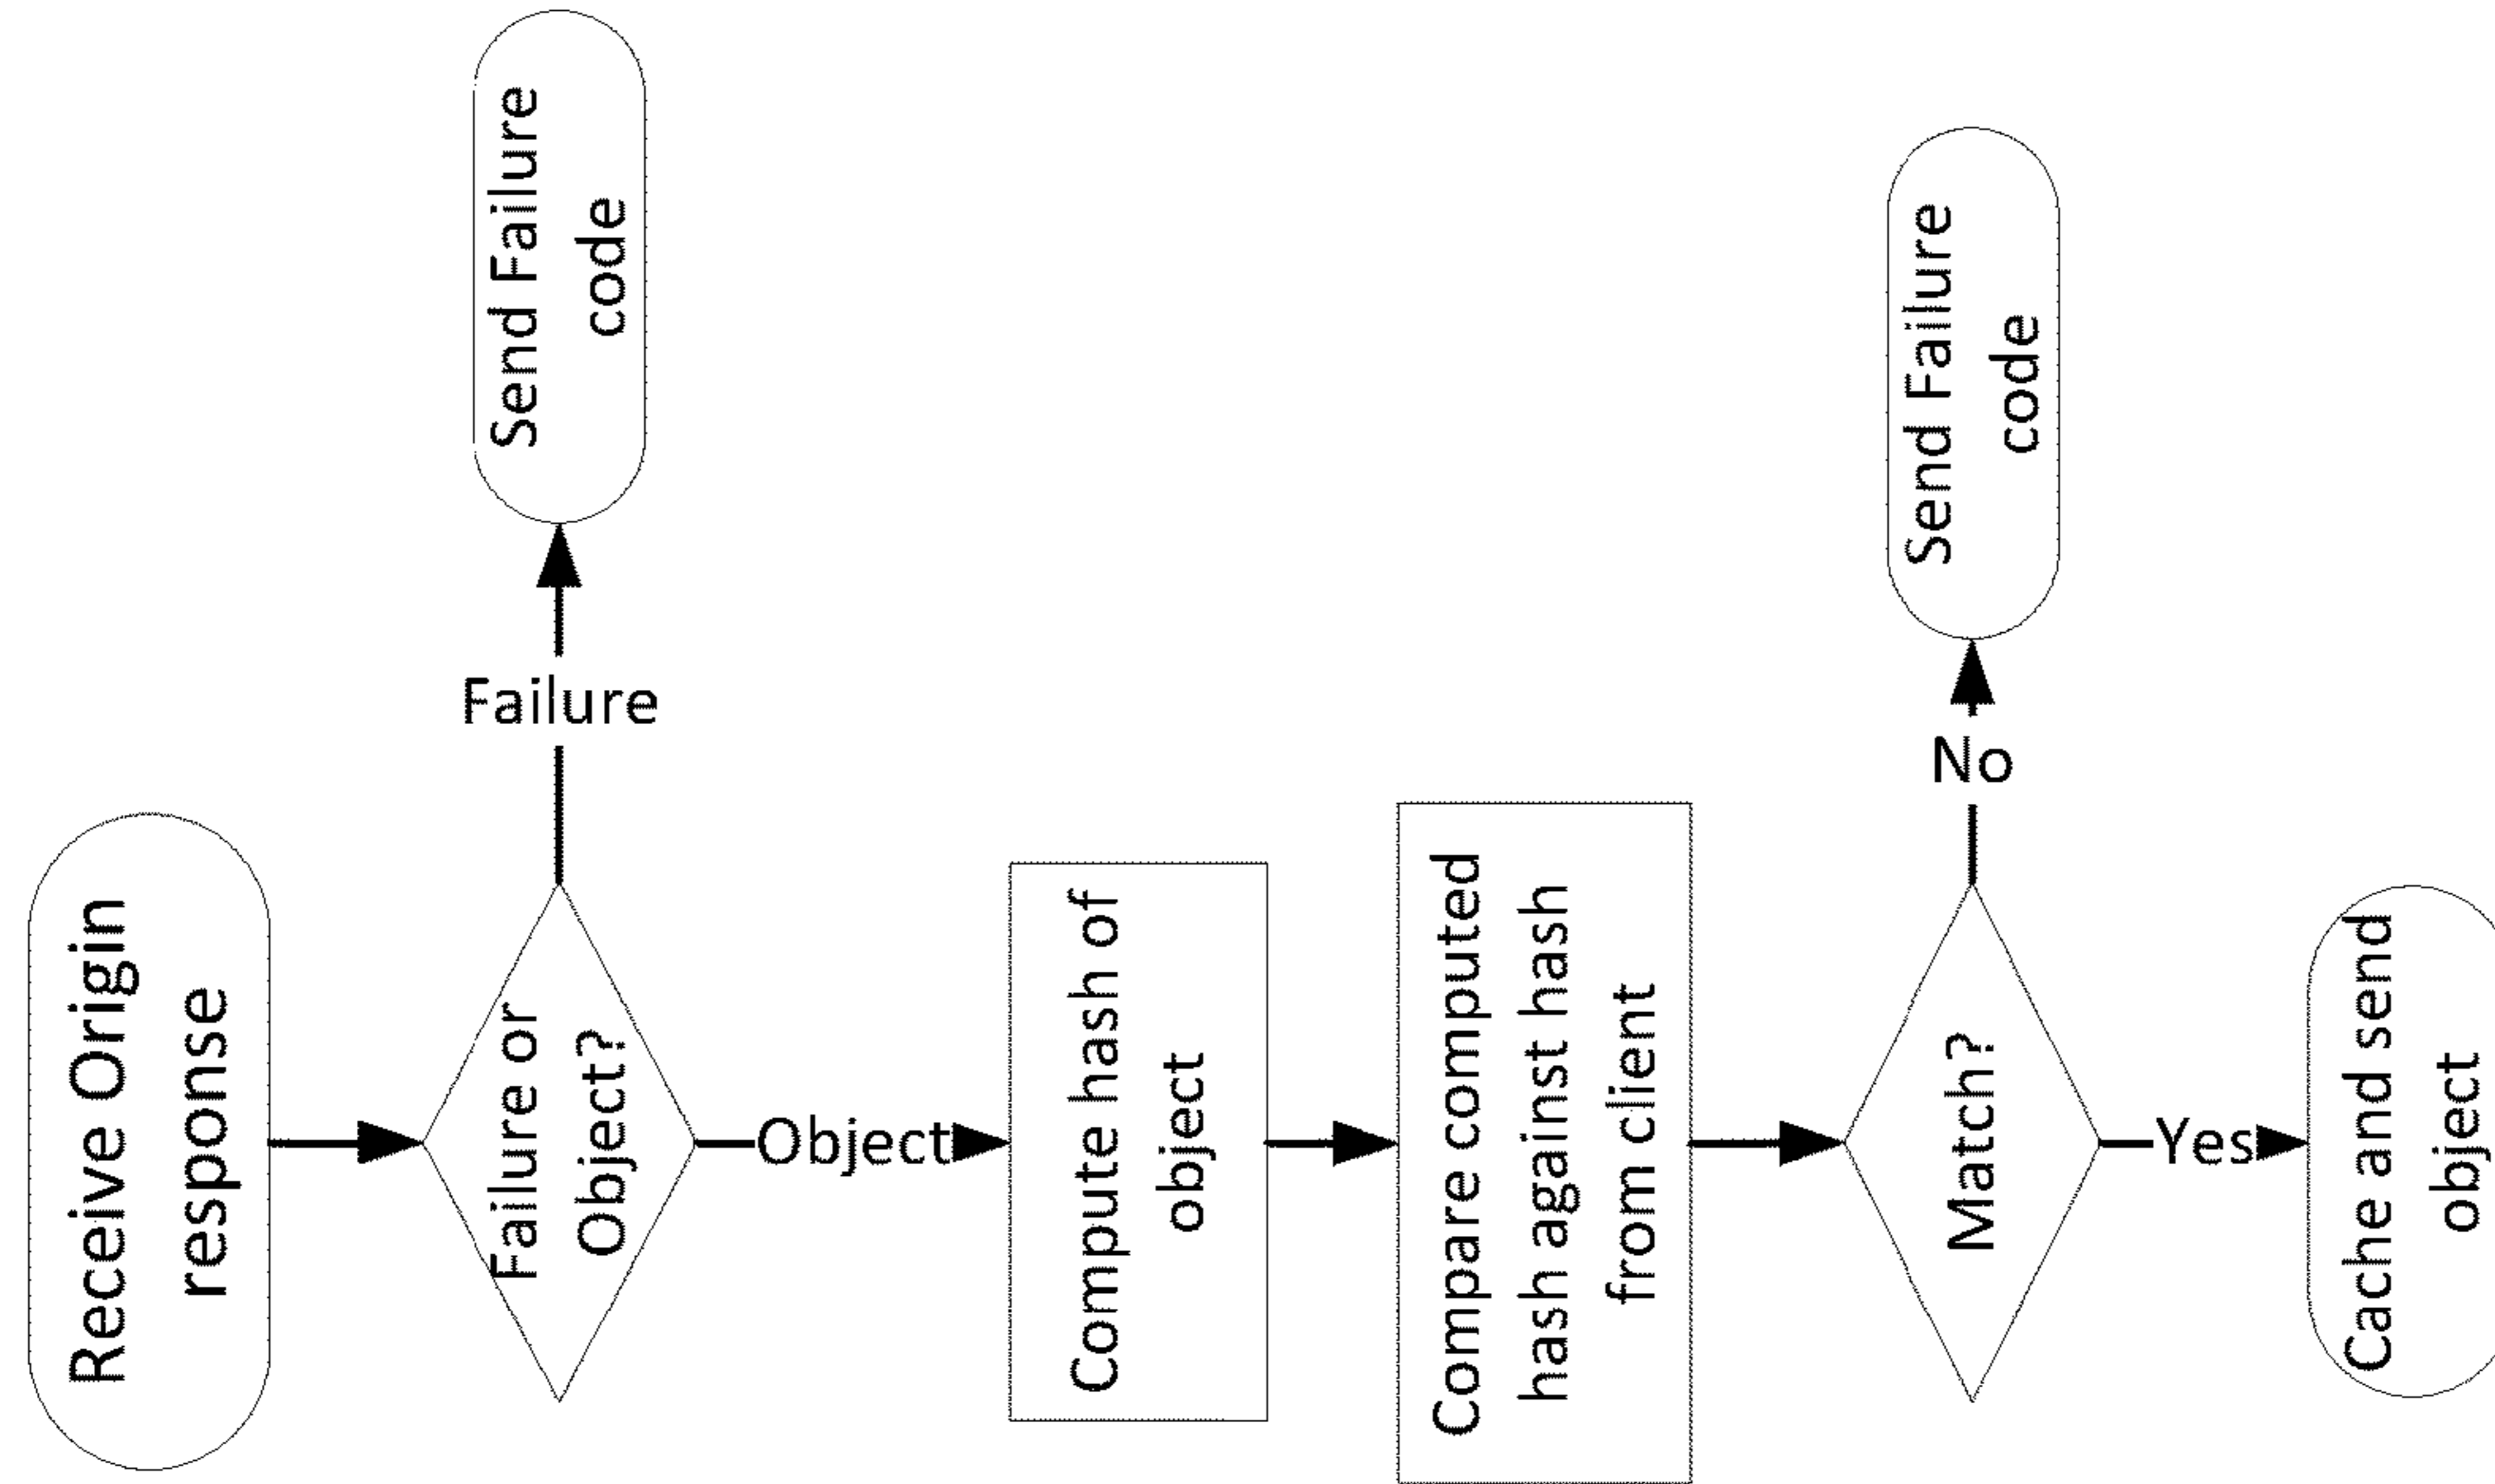 Receive Origin
response
Failure or
Object?
Failure
Send Failure
code
Object
Compute hash of
object
Compare computed
hash against hash
from client
Match?
No
Send Failure
code
Yes
Cache and send
object